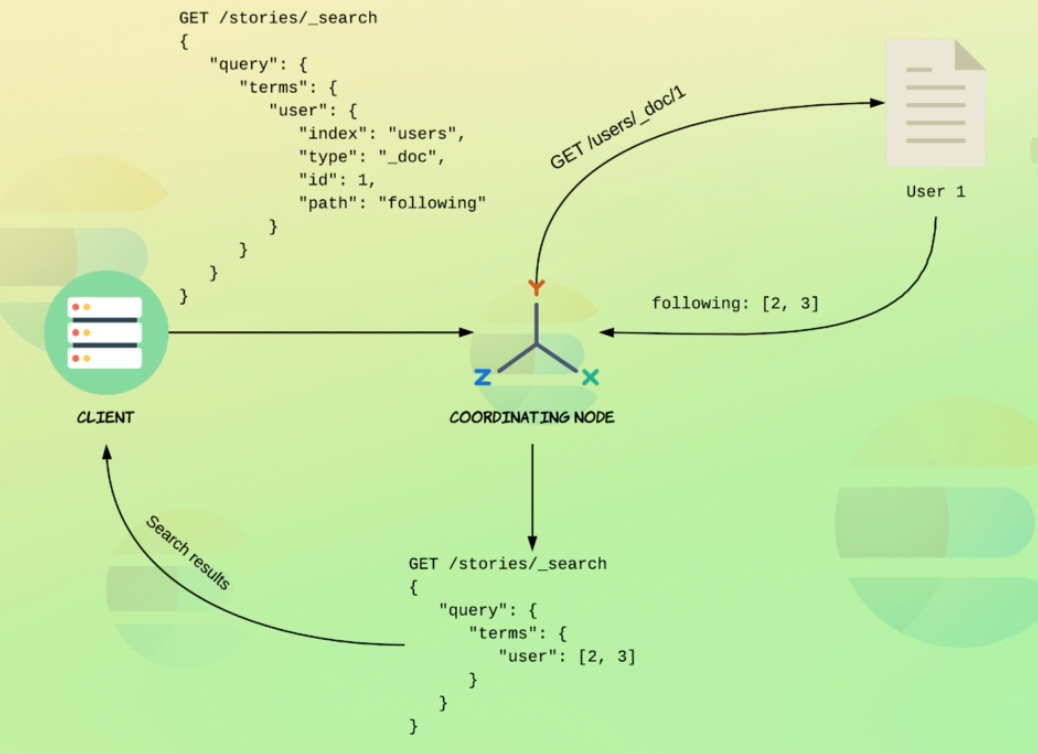 GET /stories/_search
{
   "query": {
      "terms": {
         "user": {
            "index": "users",
            "type": "_doc",
            "id": 1,
            "path": "following"
         }
      }
   }
}
GET /users/_doc/1
User 1
following: [2, 3]
Y
Z
X
CLIENT
COORDINATING NODE
Search results
GET /stories/_search
{
   "query": {
      "terms": {
         "user": [2, 3]
      }
   }
}